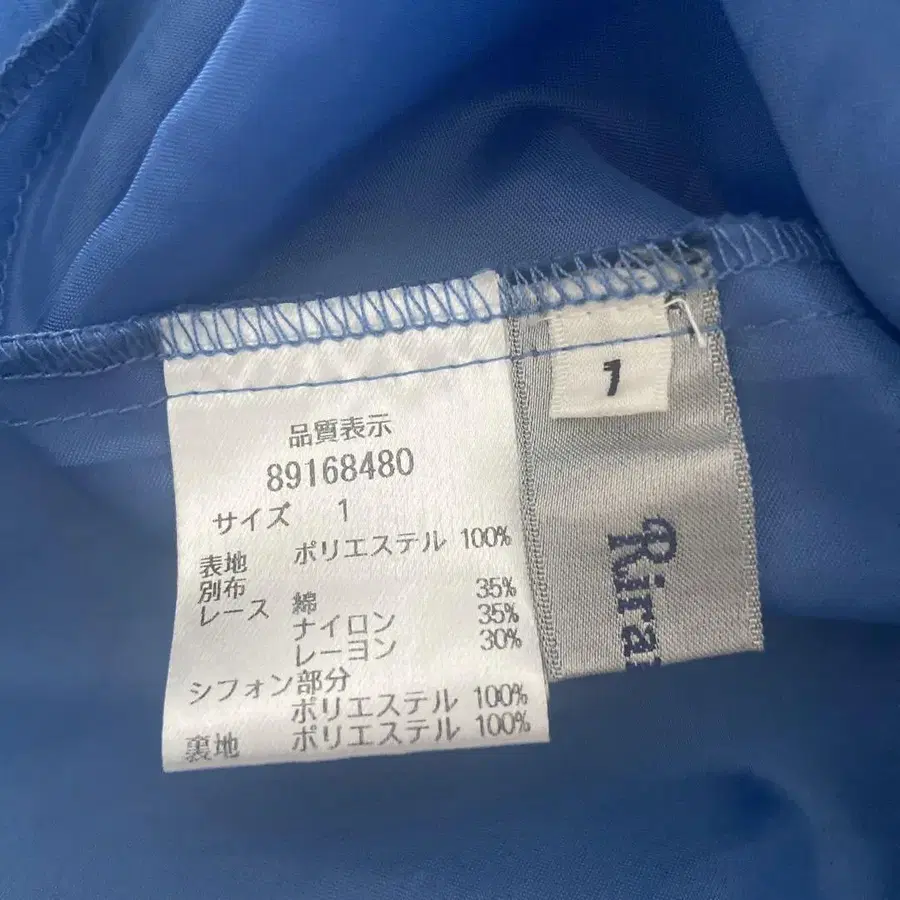 品質表示
89168480
サイズ 1
表地 ポリエステル 100%
別布
レース 綿 35%
ナイロン 35%
レーヨン 30%
シフォン部分
ポリエステル 100%
裏地 ポリエステル 100%
1